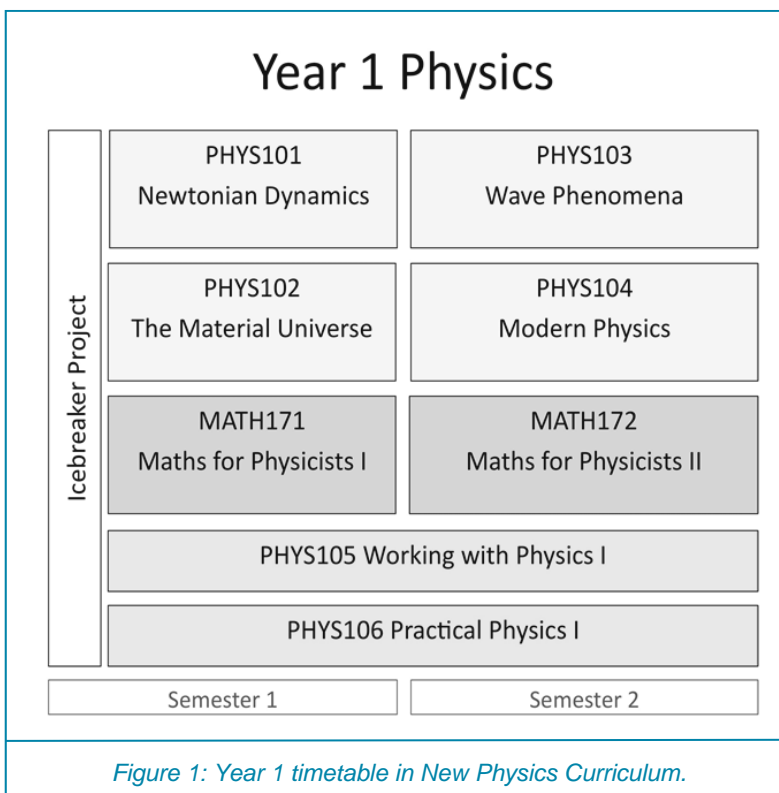 Year 1 Physics
Icebreaker Project
PHYS101
Newtonian Dynamics
PHYS103
Wave Phenomena
PHYS102
The Material Universe
PHYS104
Modern Physics
MATH171
Maths for Physicists I
MATH172
Maths for Physicists II
PHYS105 Working with Physics I
PHYS106 Practical Physics I
Semester 1
Semester 2
Figure 1: Year 1 timetable in New Physics Curriculum.